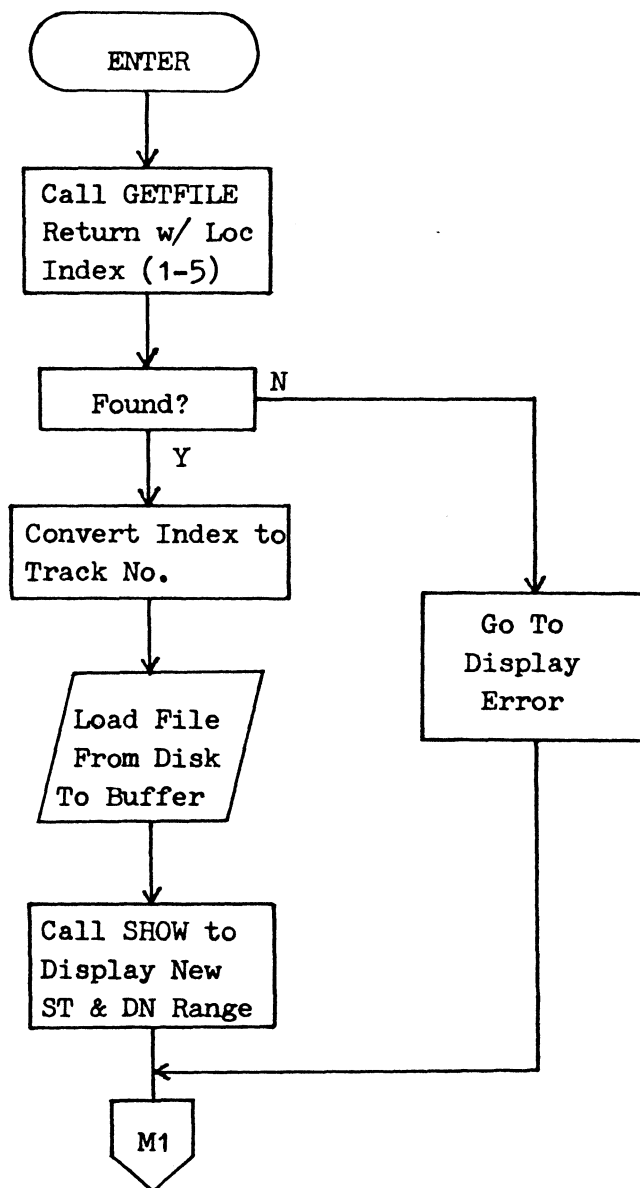 ENTER
Call GETFILE
Return w/ Loc
Index (1-5)
Found?
N
Y
Convert Index to
Track No.
Go To
Display
Error
Load File
From Disk
To Buffer
Call SHOW to
Display New
ST & DN Range
M1